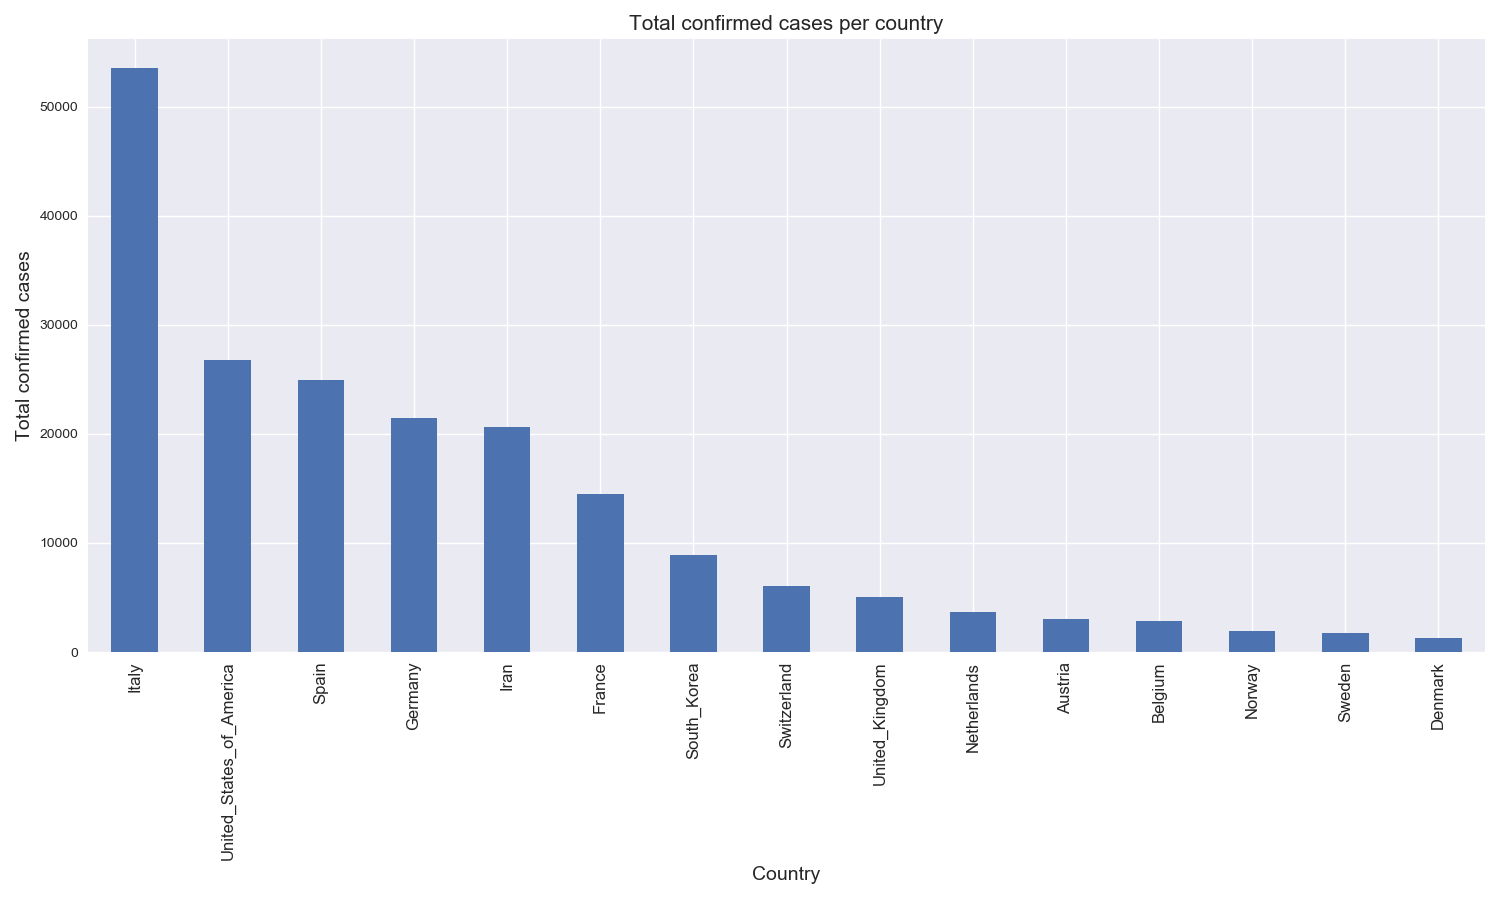 Total confirmed cases per country
Total confirmed cases
50000
40000
30000
20000
10000
0
Italy
United_States_of_America
Spain
Germany
Iran
France
South_Korea
Switzerland
United_Kingdom
Netherlands
Austria
Belgium
Norway
Sweden
Denmark
Country